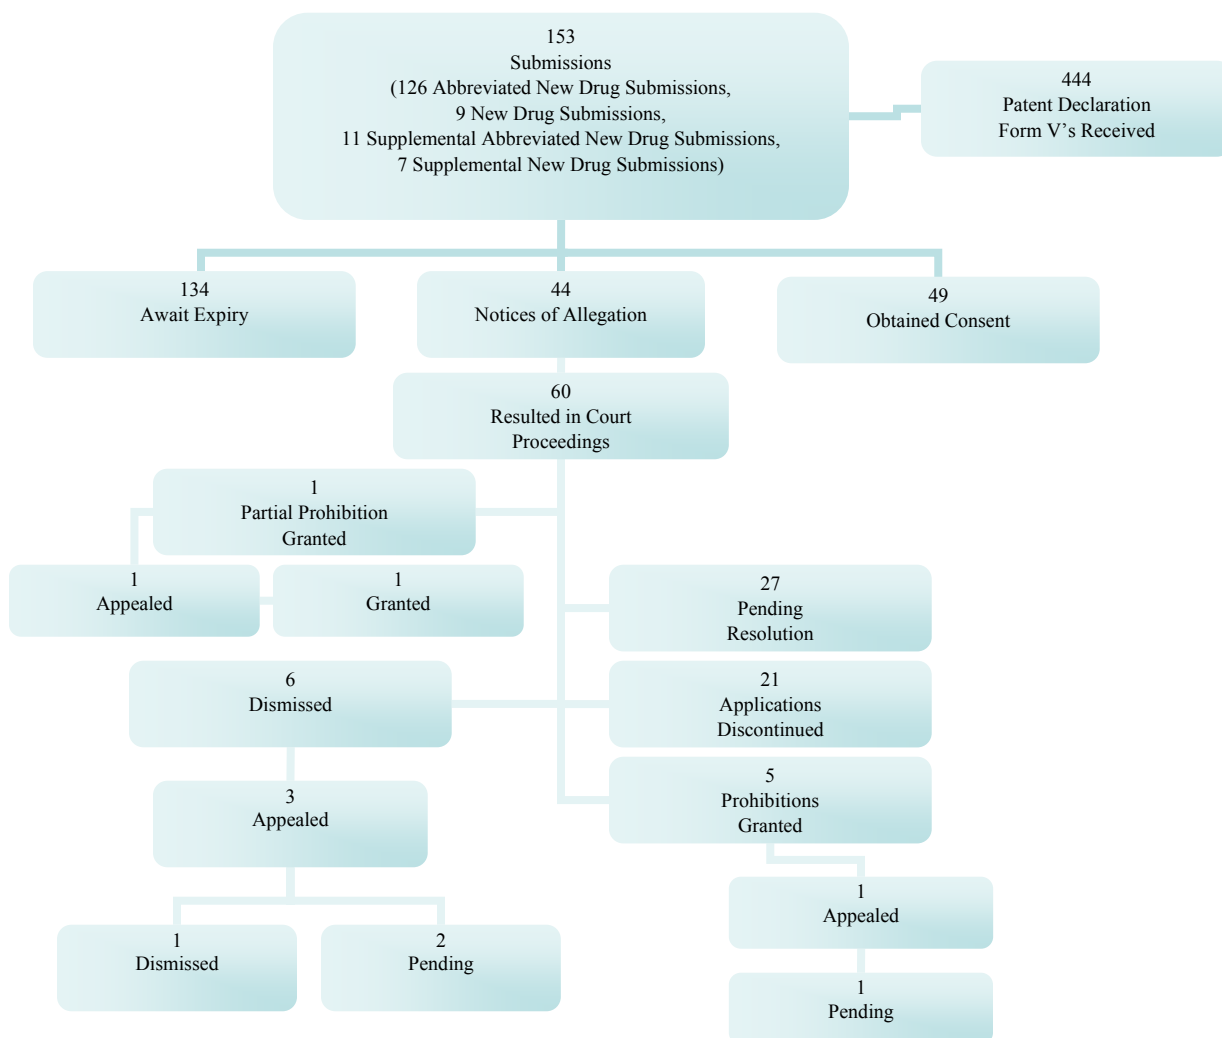 153
Submissions
(126 Abbreviated New Drug Submissions,
9 New Drug Submissions,
11 Supplemental Abbreviated New Drug Submissions,
7 Supplemental New Drug Submissions)
444
Patent Declaration
Form V's Received
134
Await Expiry
44
Notices of Allegation
49
Obtained Consent
60
Resulted in Court
Proceedings
1
Partial Prohibition
Granted
1
Appealed
1
Granted
27
Pending
Resolution
6
Dismissed
21
Applications
Discontinued
3
Appealed
5
Prohibitions
Granted
1
Dismissed
2
Pending
1
Appealed
1
Pending